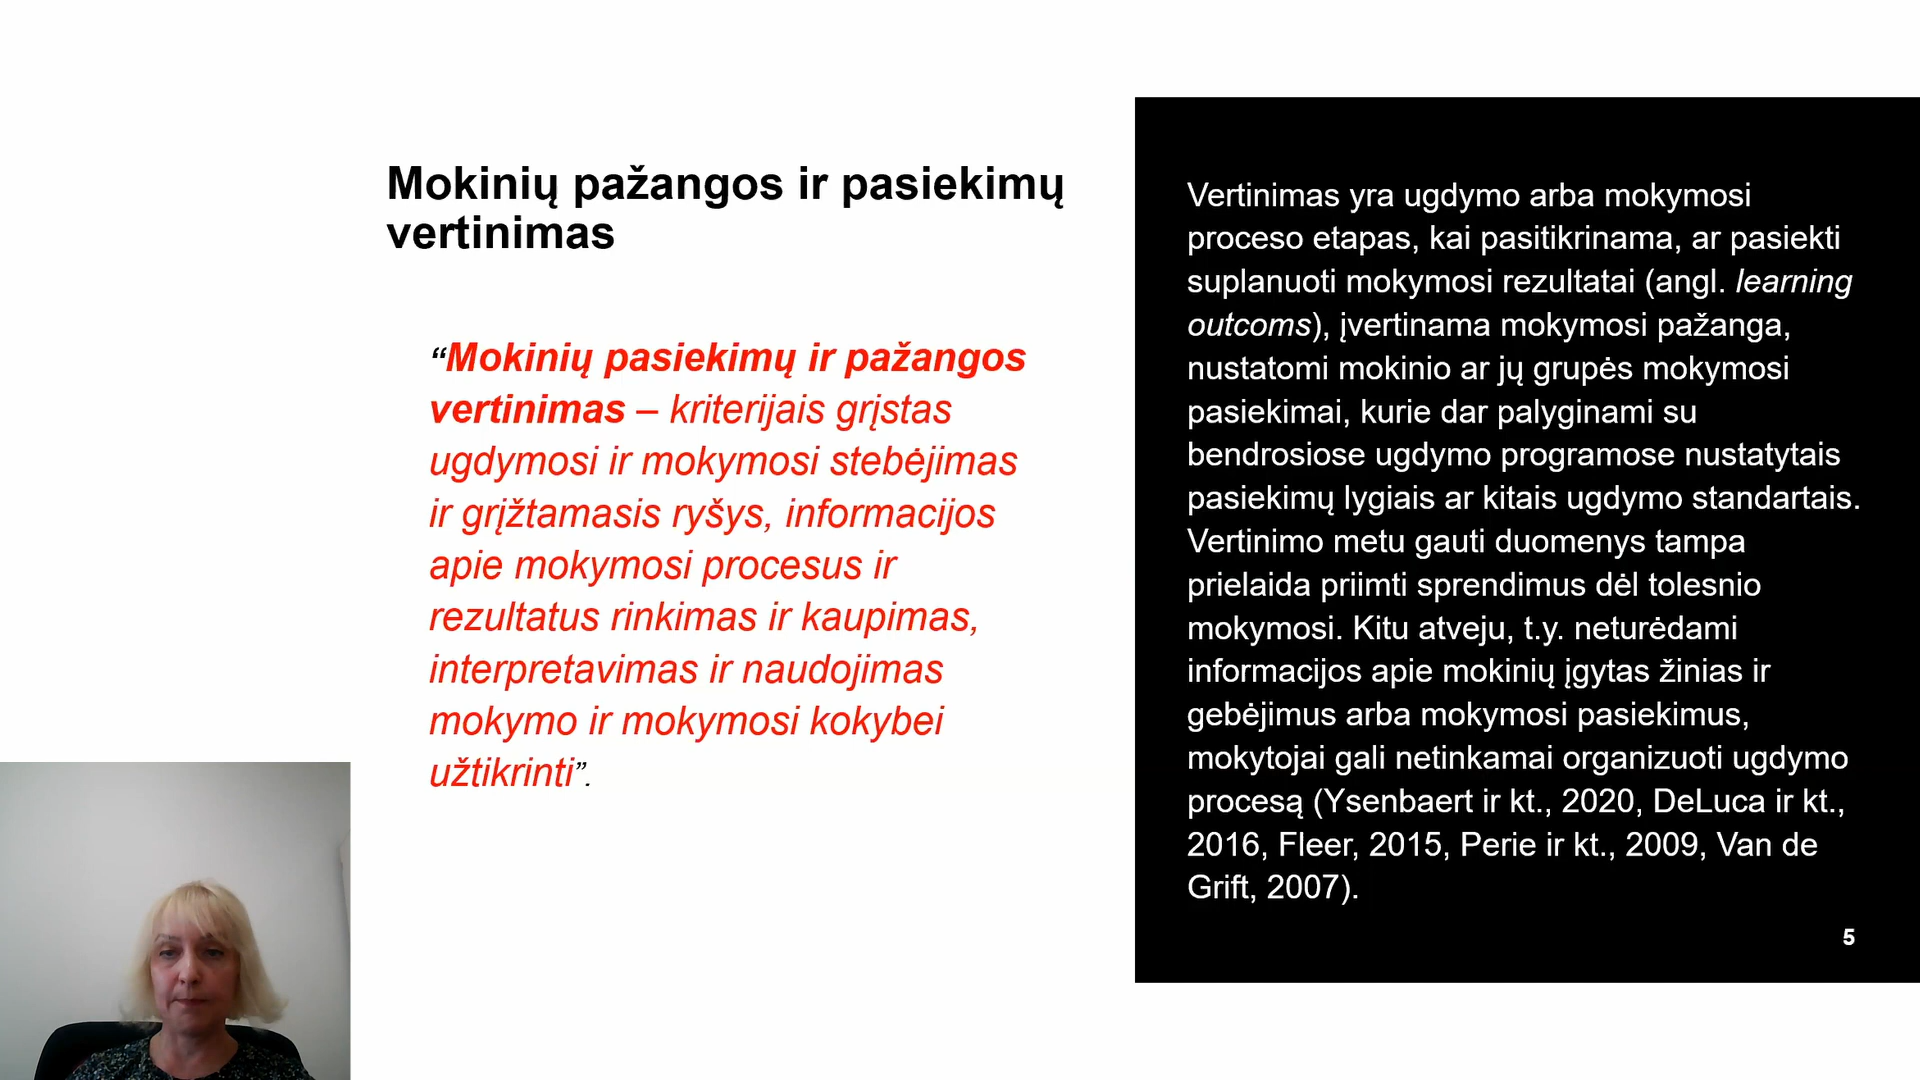 Mokinių pažangos ir pasiekimų
vertinimas
“Mokinių pasiekimų ir pažangos
vertinimas – kriterijais grįstas
ugdymosi ir mokymosi stebėjimas
ir grįžtamasis ryšys, informacijos
apie mokymosi procesus ir
rezultatus rinkimas ir kaupimas,
interpretavimas ir naudojimas
mokymo ir mokymosi kokybei
užtikrinti”.
Vertinimas yra ugdymo arba mokymosi
proceso etapas, kai pasitikrinama, ar pasiekti
suplanuoti mokymosi rezultatai (angl. learning
outcoms), įvertinama mokymosi pažanga,
nustatomi mokinio ar jų grupės mokymosi
pasiekimai, kurie dar palyginami su
bendrosiose ugdymo programose nustatytais
pasiekimų lygiais ar kitais ugdymo standartais.
Vertinimo metu gauti duomenys tampa
prielaida priimti sprendimus dėl tolesnio
mokymosi. Kitu atveju, t.y. neturėdami
informacijos apie mokinių įgytas žinias ir
gebėjimus arba mokymosi pasiekimus,
mokytojai gali netinkamai organizuoti ugdymo
procesą (Ysenbaert ir kt., 2020, DeLuca ir kt.,
2016, Fleer, 2015, Perie ir kt., 2009, Van de
Grift, 2007).
5